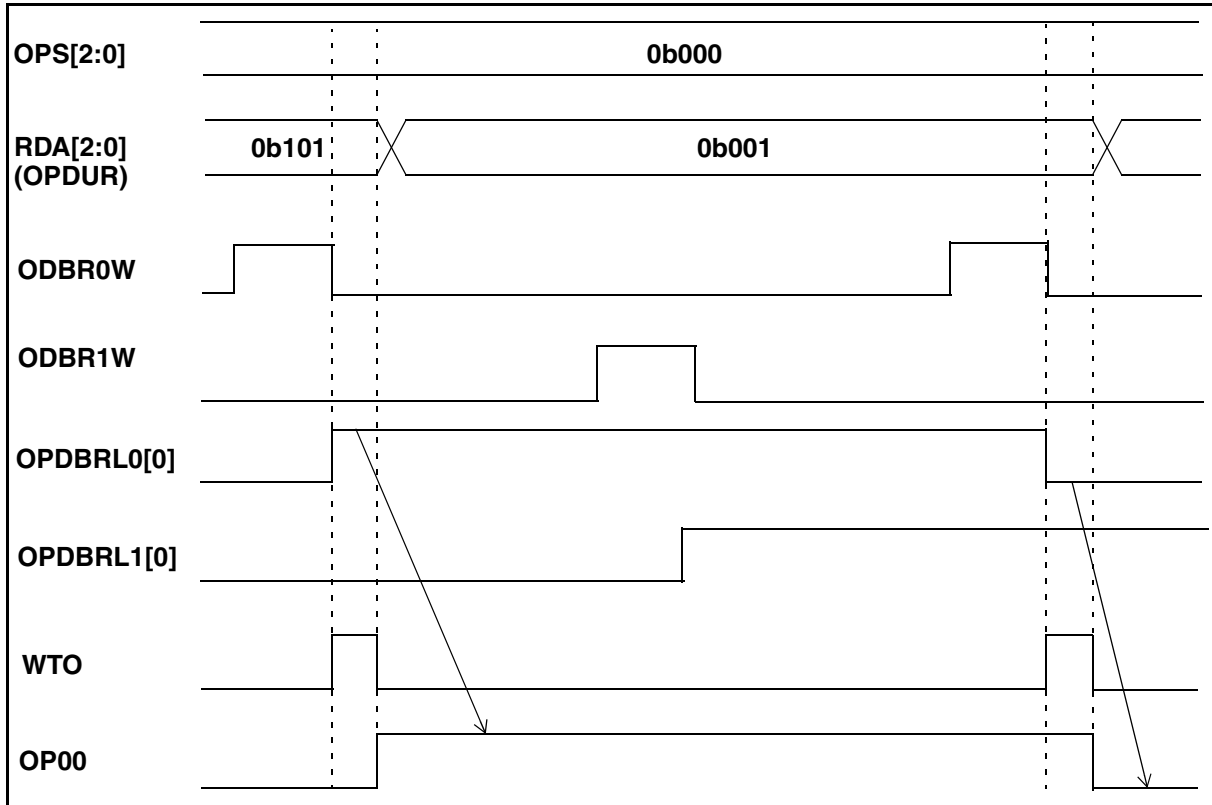 OPS[2:0]
0b000
RDA[2:0]
(OPDUR)
0b101
0b001
ODBR0W
ODBR1W
OPDBRL0[0]
OPDBRL1[0]
WTO
OP00